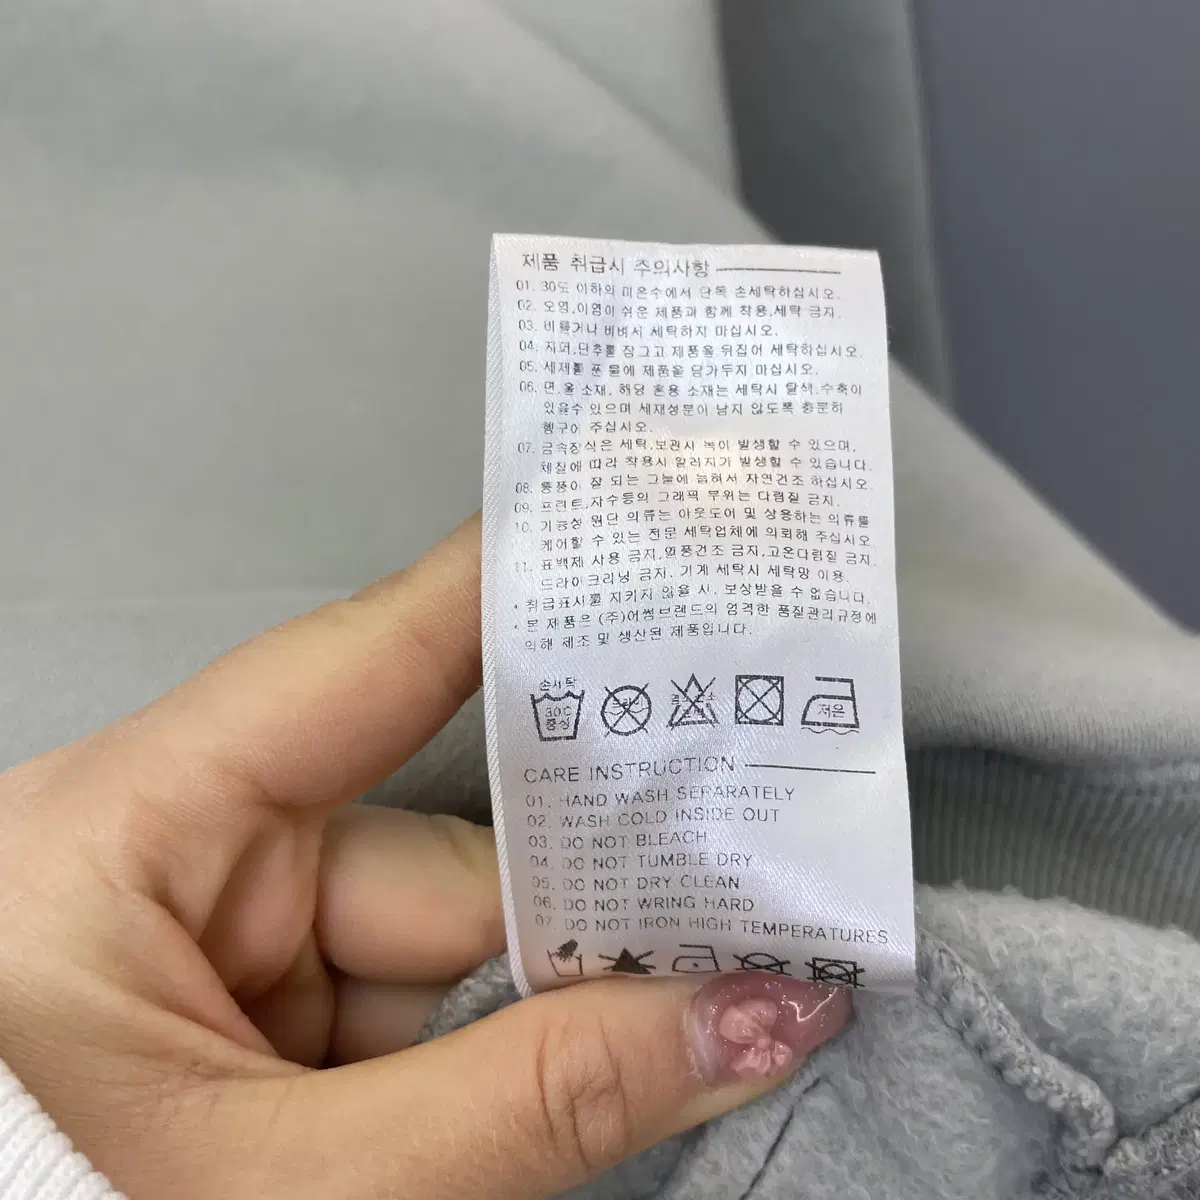 제품 취급시 주의사항
01. 30도 이하의 미온수에서 단독 손세탁하십시오.
02. 오염,이염이 쉬운 제품과 함께 착용,세탁 금지.
03. 비틀거나 비벼서 세탁하지 마십시오.
04. 지퍼,단추를 잠그고 제품을 뒤집어 세탁하십시오.
05. 세제를 푼 물에 제품을 담가두지 마십시오.
06. 면,울 소재, 해당 혼용 소재는 세탁시 탈색,수축이
있을수 있으며 세재성분이 남지 않도록 충분히
헹구어 주십시오.
07. 금속장식은 세탁,보관시 녹이 발생할 수 있으며,
체질에 따라 착용시 알러지가 발생할 수 있습니다.
08. 통풍이 잘 되는 그늘에 눕혀서 자연건조 하십시오.
09. 프린트,자수등의 그래픽 부위는 다림질 금지.
10. 기능성 원단 의류는 아웃도어 및 상용하는 의류를
케어할 수 있는 전문 세탁업체에 의뢰해 주십시오.
11. 표백제 사용 금지,열풍건조 금지,고온다림질 금지.
드라이크리닝 금지. 기계 세탁시 세탁망 이용.
* 취급표시를 지키지 않을 시, 보상받을 수 없습니다.
* 본 제품은 (주)어썸브랜드의 엄격한 품질관리규정에
의해 제조 및 생산된 제품입니다.
손세탁
30℃
중성
저온
CARE INSTRUCTION
01. HAND WASH SEPARATELY
02. WASH COLD INSIDE OUT
03. DO NOT BLEACH
04. DO NOT TUMBLE DRY
05. DO NOT DRY CLEAN
06. DO NOT WRING HARD
07. DO NOT IRON HIGH TEMPERATURES